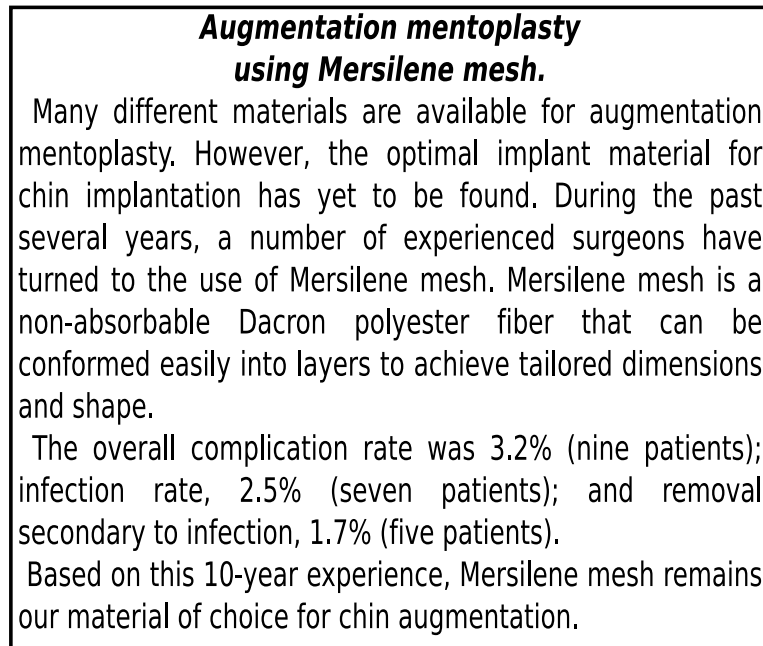 Augmentation mentoplasty
using Mersilene mesh.
Many different materials are available for augmentation
mentoplasty. However, the optimal implant material for
chin implantation has yet to be found. During the past
several years, a number of experienced surgeons have
turned to the use of Mersilene mesh. Mersilene mesh is a
non-absorbable Dacron polyester fiber that can be
conformed easily into layers to achieve tailored dimensions
and shape.
The overall complication rate was 3.2% (nine patients);
infection rate, 2.5% (seven patients); and removal
secondary to infection, 1.7% (five patients).
Based on this 10-year experience, Mersilene mesh remains
our material of choice for chin augmentation.